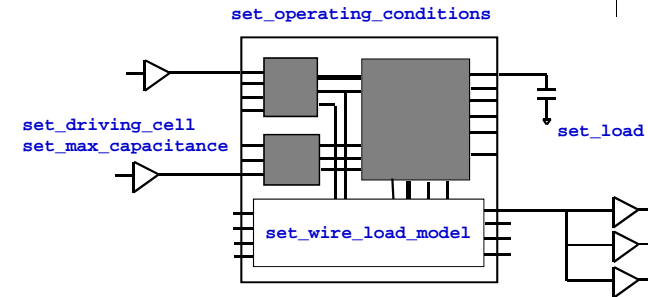 set_operating_conditions
set_driving_cell
set_max_capacitance
set_load
set_wire_load_model